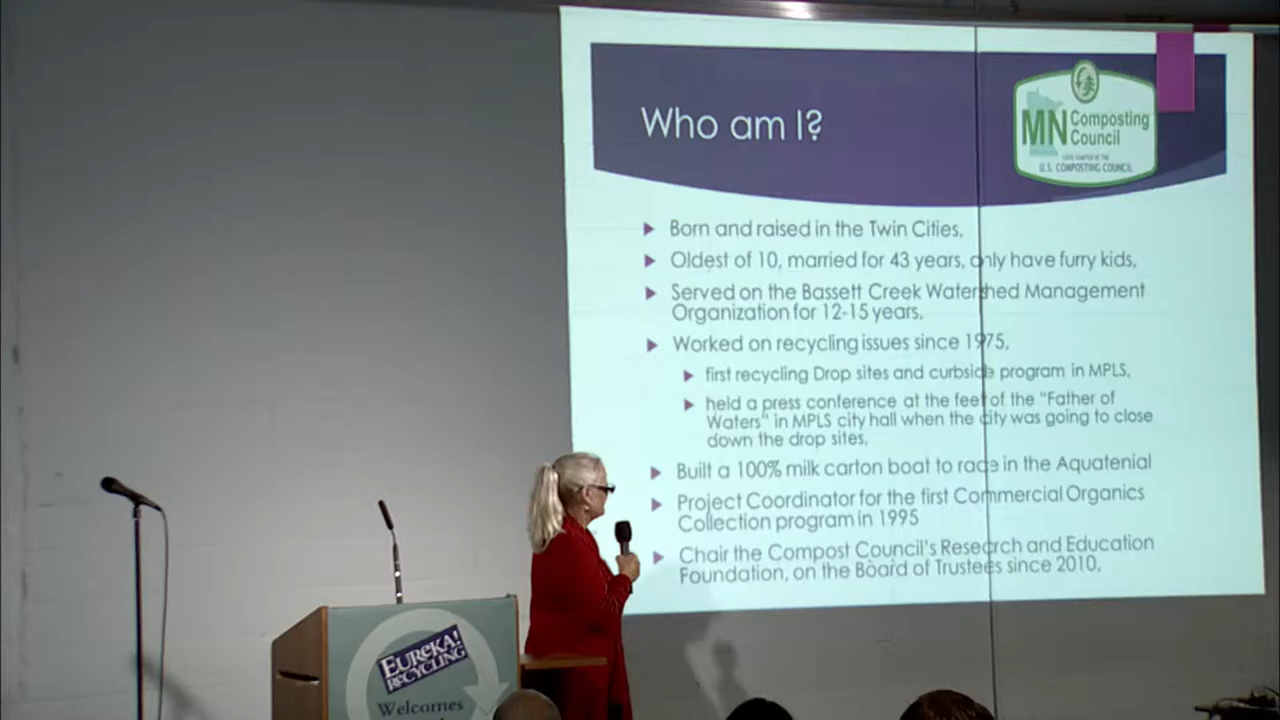 Who am I?
MN Composting
Council
U.S. COMPOSTING COUNCIL
Born and raised in the Twin Cities,
Oldest of 10, married for 43 years, only have furry kids,
Served on the Bassett Creek Watershed Management
Organization for 12-15 years.
Worked on recycling issues since 1975,
first recycling Drop sites and curbside program in MPLS,
held a press conference at the feet of the “Father of
Waters” in MPLS city hall when the city was going to close
down the drop sites,
Built a 100% milk carton boat to race in the Aquatenial
Project Coordinator for the first Commercial Organics
Collection program in 1995
Chair the Compost Council's Research and Education
Foundation, on the Board of Trustees since 2010,
EUREKA!
RECYCLING
Welcomes